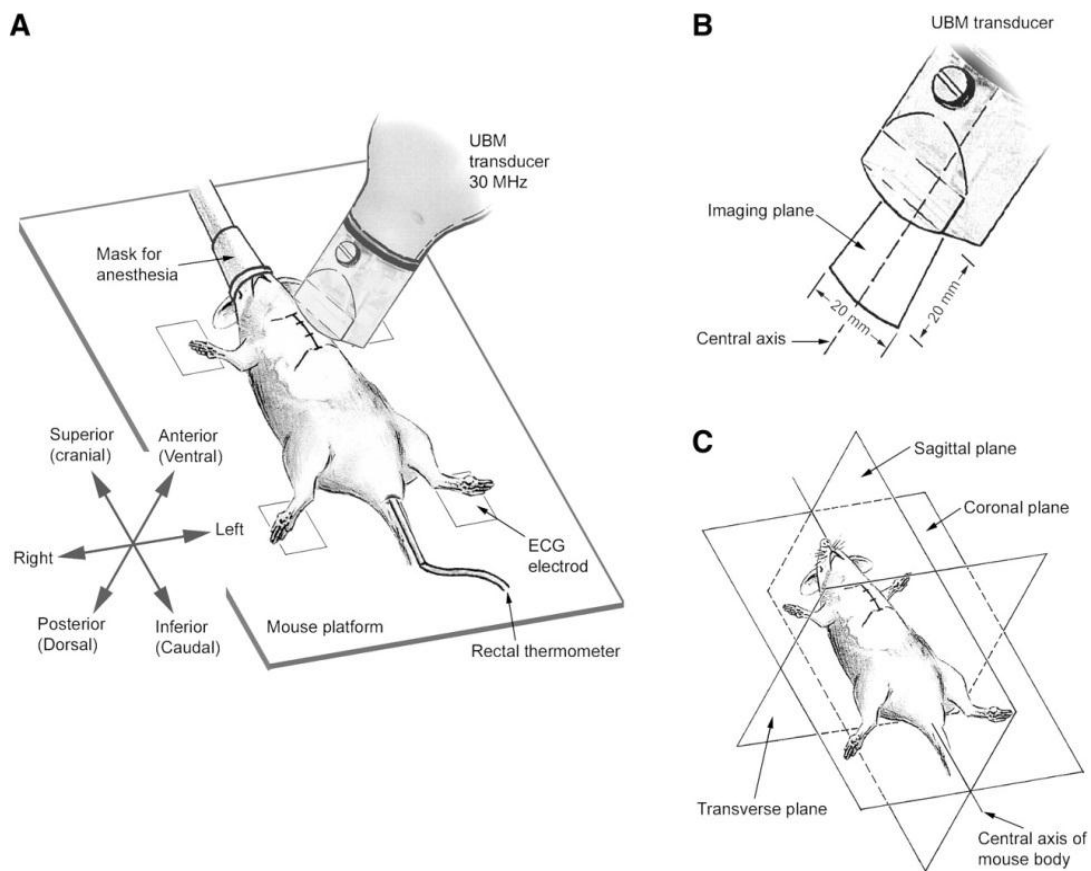 A
UBM
transducer
30 MHz
Mask for
anesthesia
Superior
(cranial)
Anterior
(Ventral)
Left
Right
Posterior
(Dorsal)
Inferior
(Caudal)
ECG
electrod
Mouse platform
Rectal thermometer
B
UBM transducer
Imaging plane
20 mm
20 mm
Central axis
C
Sagittal plane
Coronal plane
Transverse plane
Central axis of
mouse body